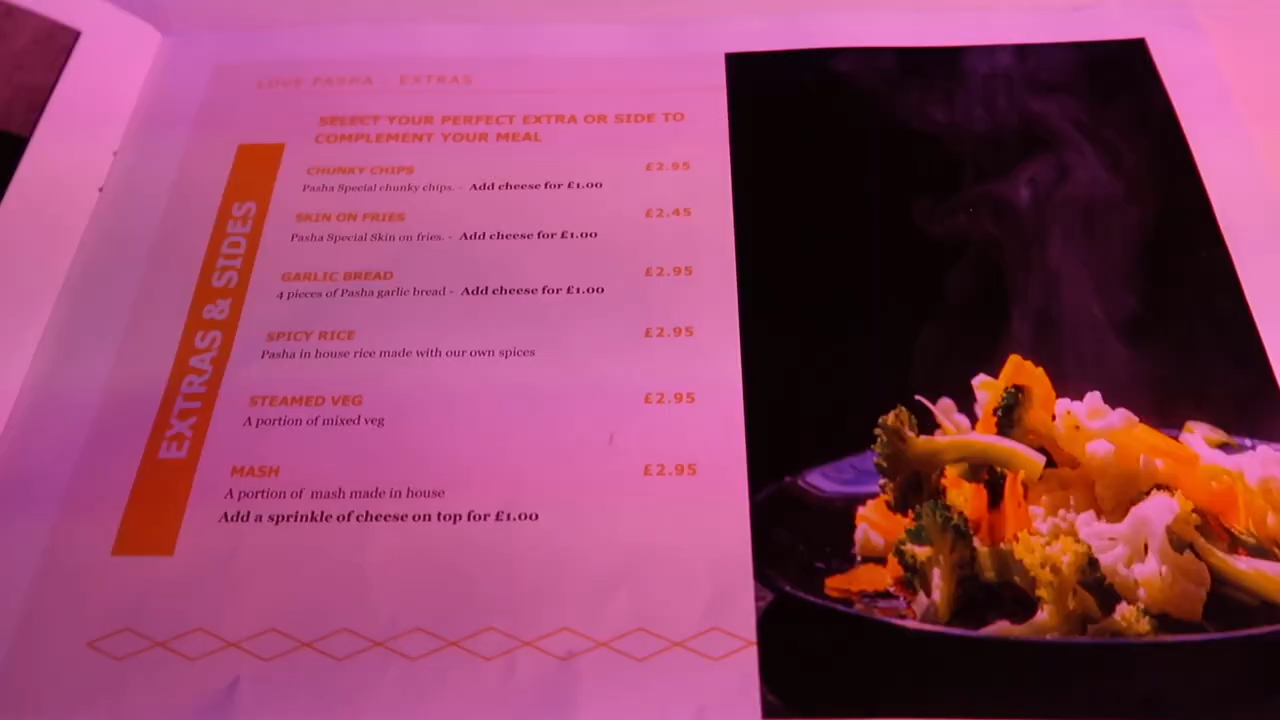 LOVE PASHA - EXTRAS
SELECT YOUR PERFECT EXTRA OR SIDE TO
COMPLEMENT YOUR MEAL
EXTRAS & SIDES
CHUNKY CHIPS £2.95
Pasha Special chunky chips. - Add cheese for £1.00
SKIN ON FRIES £2.45
Pasha Special Skin on fries. - Add cheese for £1.00
GARLIC BREAD £2.95
4 pieces of Pasha garlic bread - Add cheese for £1.00
SPICY RICE £2.95
Pasha in house rice made with our own spices
STEAMED VEG £2.95
A portion of mixed veg
MASH £2.95
A portion of mash made in house
Add a sprinkle of cheese on top for £1.00